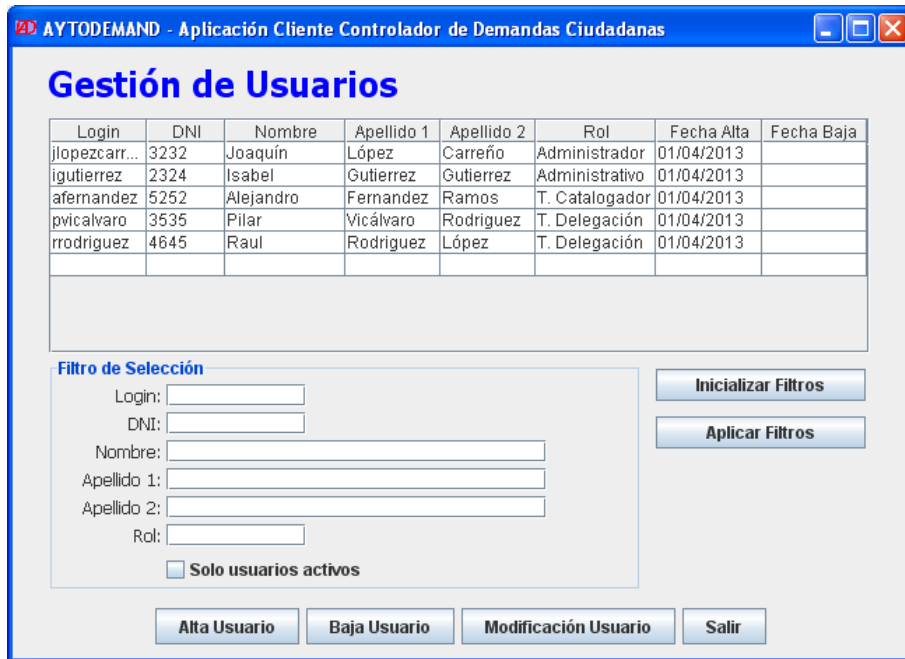 AYTODEMAND - Aplicación Cliente Controlador de Demandas Ciudadanas
Gestión de Usuarios
Login DNI Nombre Apellido 1 Apellido 2 Rol Fecha Alta Fecha Baja
jlopezcarr... 3232 Joaquín López Carreño Administrador 01/04/2013
igutierrez 2324 Isabel Gutierrez Gutierrez Administrativo 01/04/2013
afernandez 5252 Alejandro Fernandez Ramos T. Catalogador 01/04/2013
pvicalvaro 3535 Pilar Vicálvaro Rodriguez T. Delegación 01/04/2013
rrodriguez 4645 Raul Rodriguez López T. Delegación 01/04/2013
Filtro de Selección
Login:
DNI:
Nombre:
Apellido 1:
Apellido 2:
Rol:
Solo usuarios activos
Inicializar Filtros
Aplicar Filtros
Alta Usuario Baja Usuario Modificación Usuario Salir